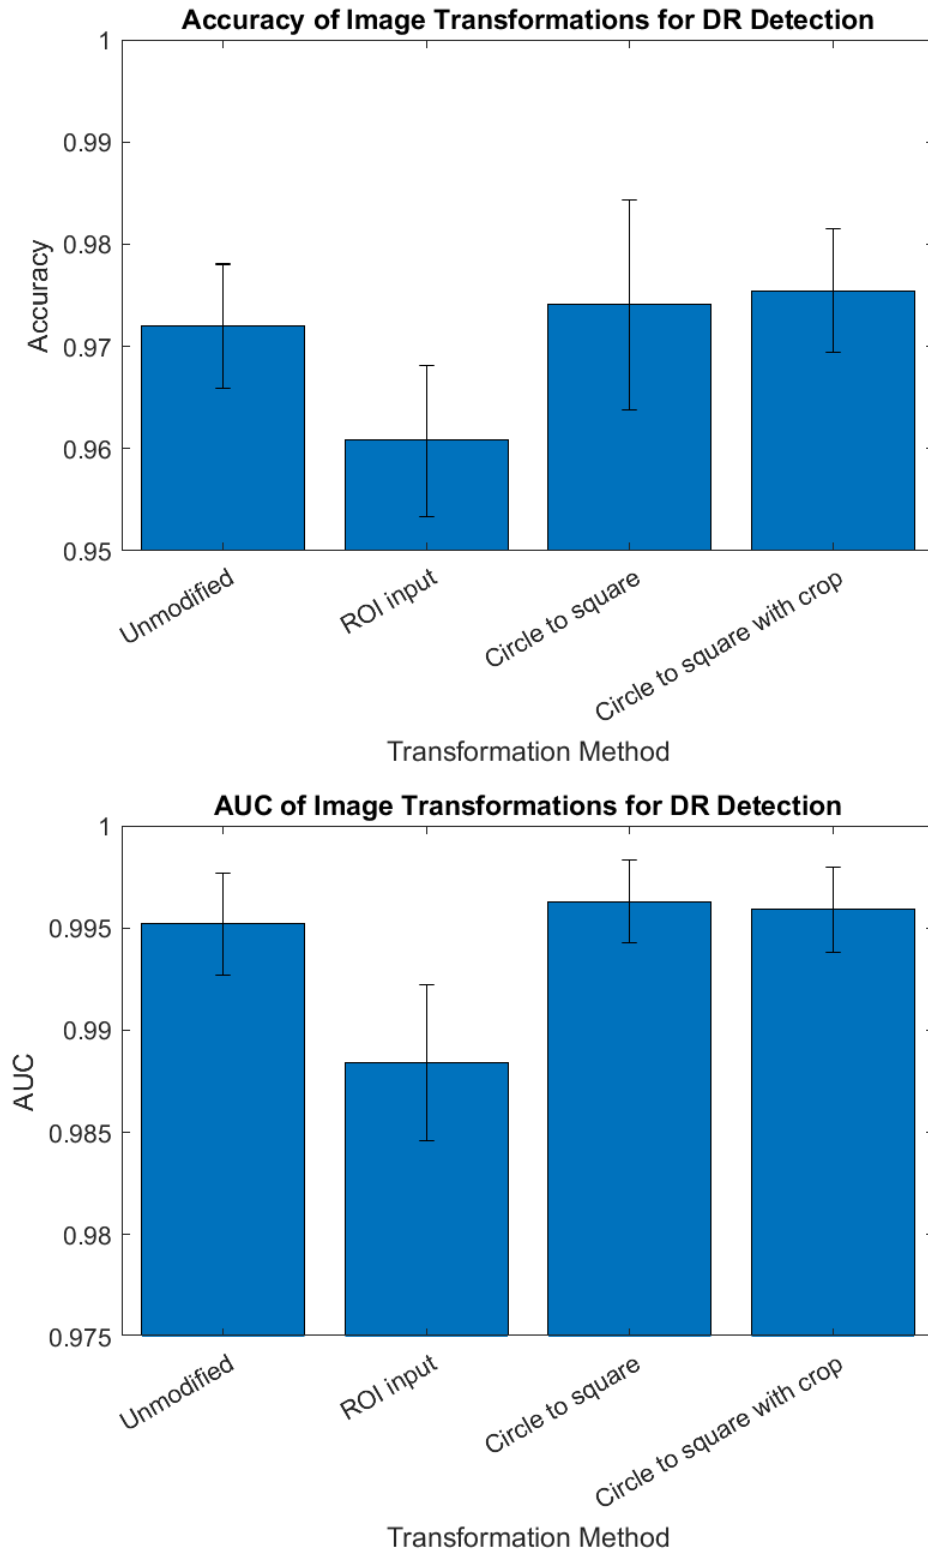 Accuracy of Image Transformations for DR Detection
1
0.99
0.98
0.97
0.96
0.95
Accuracy
Unmodified
ROI input
Circle to square
Circle to square with crop
Transformation Method
AUC of Image Transformations for DR Detection
1
0.995
0.99
0.985
0.98
0.975
AUC
Unmodified
ROI input
Circle to square
Circle to square with crop
Transformation Method